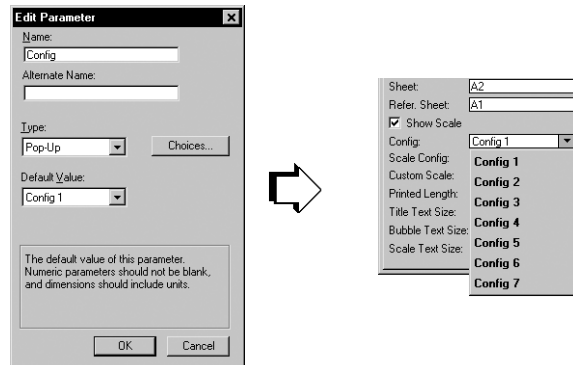 Edit Parameter
Name:
Config
Alternate Name:
Type:
Pop-Up
Choices...
Default Value:
Config 1
The default value of this parameter.
Numeric parameters should not be blank,
and dimensions should include units.
OK Cancel
Sheet: A2
Refer. Sheet: A1
Show Scale
Config: Config 1
Scale Config: Config 1
Custom Scale: Config 2
Printed Length: Config 3
Title Text Size: Config 4
Bubble Text Size: Config 5
Scale Text Size: Config 6
Config 7